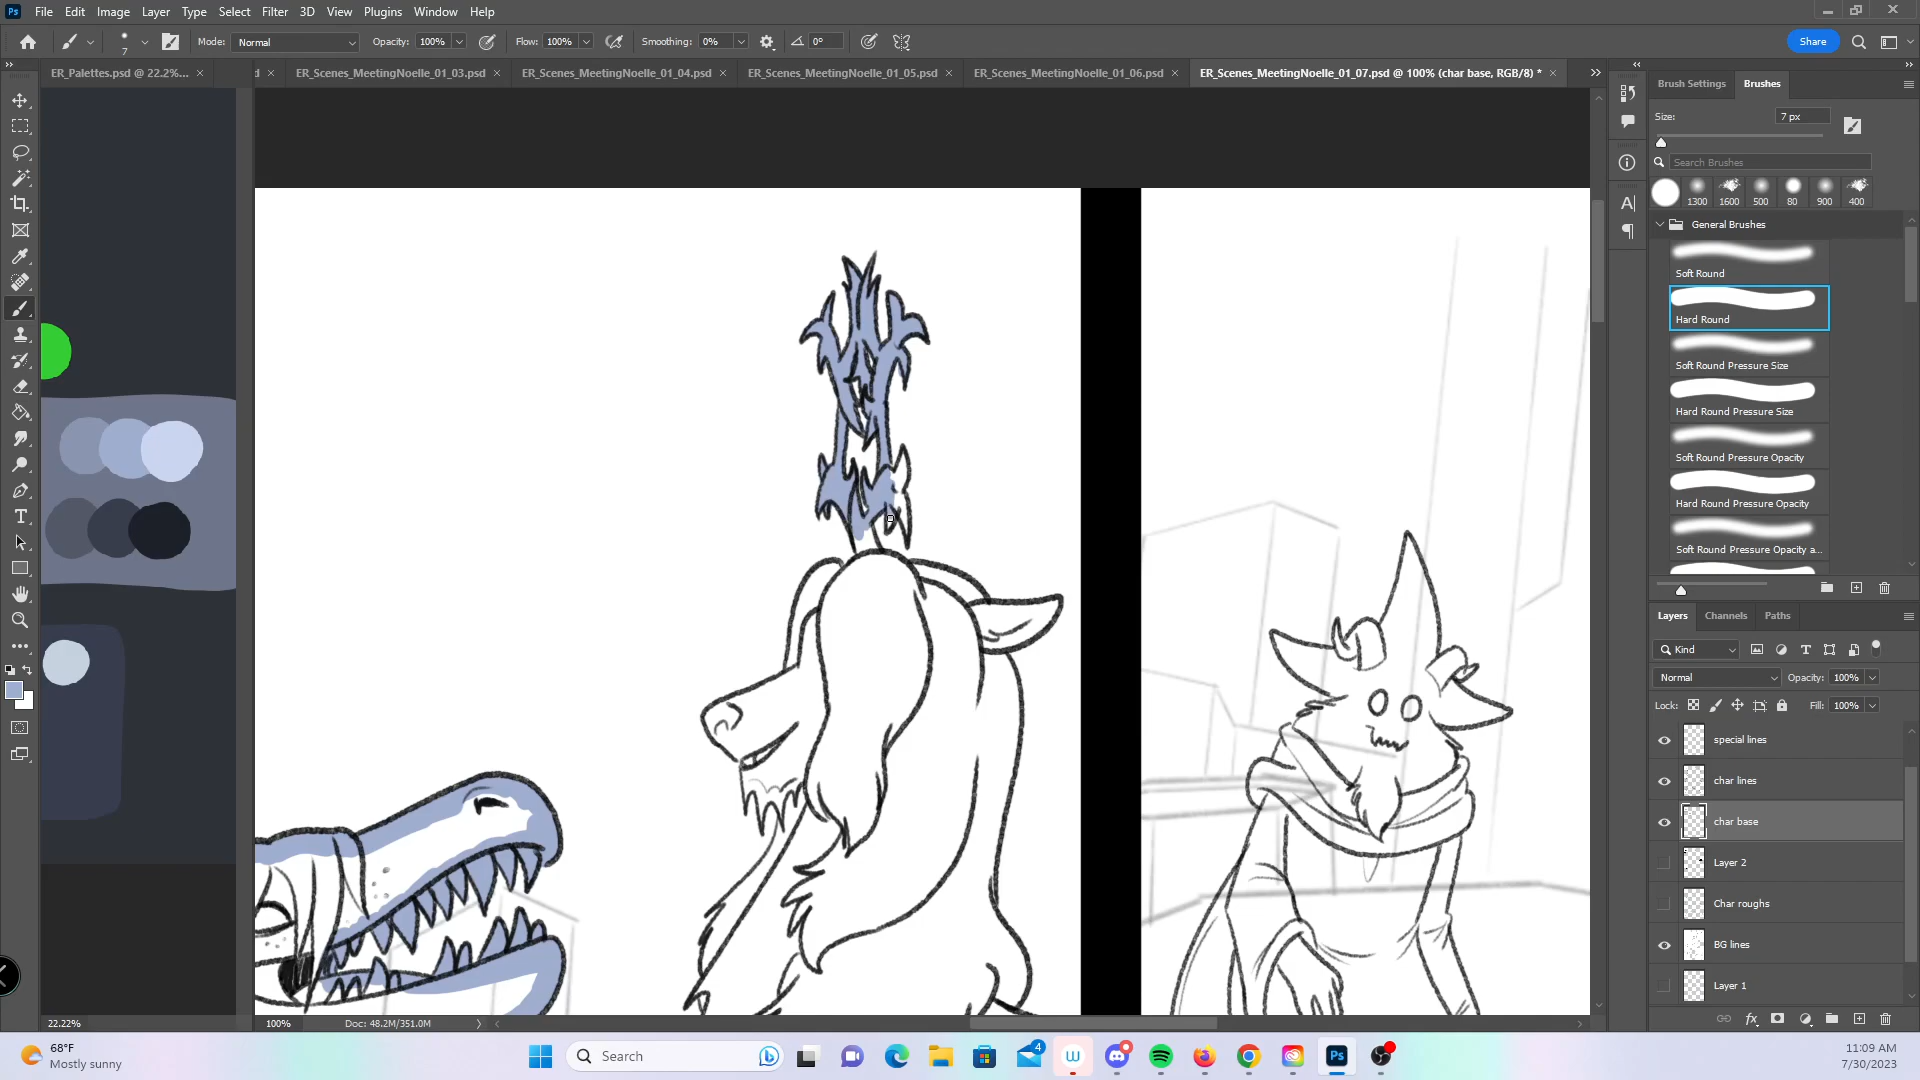 Ps File Edit Image Layer Type Select Filter 3D View Plugins Window Help
7 Mode: Normal Opacity: 100% Flow: 100% Smoothing: 0% 0° Share
ER_Palettes.psd @ 22.2%... × d × ER_Scenes_MeetingNoelle_01_03.psd × ER_Scenes_MeetingNoelle_01_04.psd × ER_Scenes_MeetingNoelle_01_05.psd × ER_Scenes_MeetingNoelle_01_06.psd × ER_Scenes_MeetingNoelle_01_07.psd @ 100% (char base, RGB/8) * ×
Brush Settings Brushes
Size: 7 px
Search Brushes
1300 1600 500 80 900 400
General Brushes
Soft Round
Hard Round
Soft Round Pressure Size
Hard Round Pressure Size
Soft Round Pressure Opacity
Hard Round Pressure Opacity
Soft Round Pressure Opacity a...
Layers Channels Paths
Kind
Normal Opacity: 100%
Lock: Fill: 100%
special lines
char lines
char base
Layer 2
Char roughs
BG lines
Layer 1
22.22% 100% Doc: 48.2M/351.0M
68°F
Mostly sunny
Search
4
Ps
11:09 AM
7/30/2023